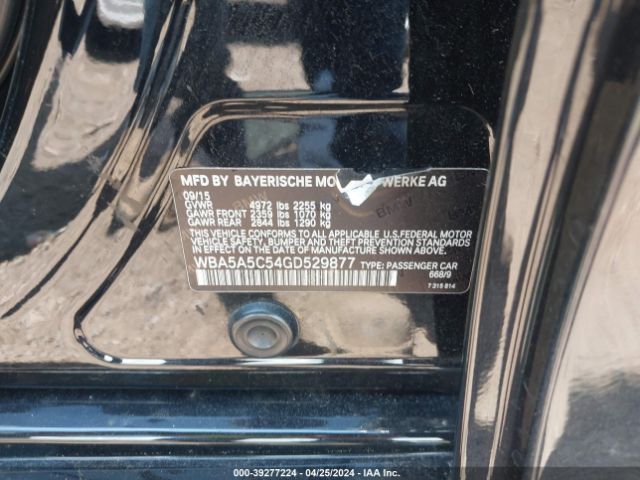 MFD BY BAYERISCHE MO WERKE AG
09/15
GVWR 4972 lbs 2255 kg
GAWR FRONT 2359 lbs 1070 kg
GAWR REAR 2844 lbs 1290 kg
THIS VEHICLE CONFORMS TO ALL APPLICABLE U.S.FEDERAL MOTOR
VEHICLE SAFETY, BUMPER AND THEFT PREVENTION STANDARDS
IN EFFECT ON THE DATE OF MANUFACTURE SHOWN ABOVE.
WBA5A5C54GD529877 TYPE: PASSENGER CAR
668/9
7 315 814
000-39277224 - 04/25/2024 - IAA Inc.